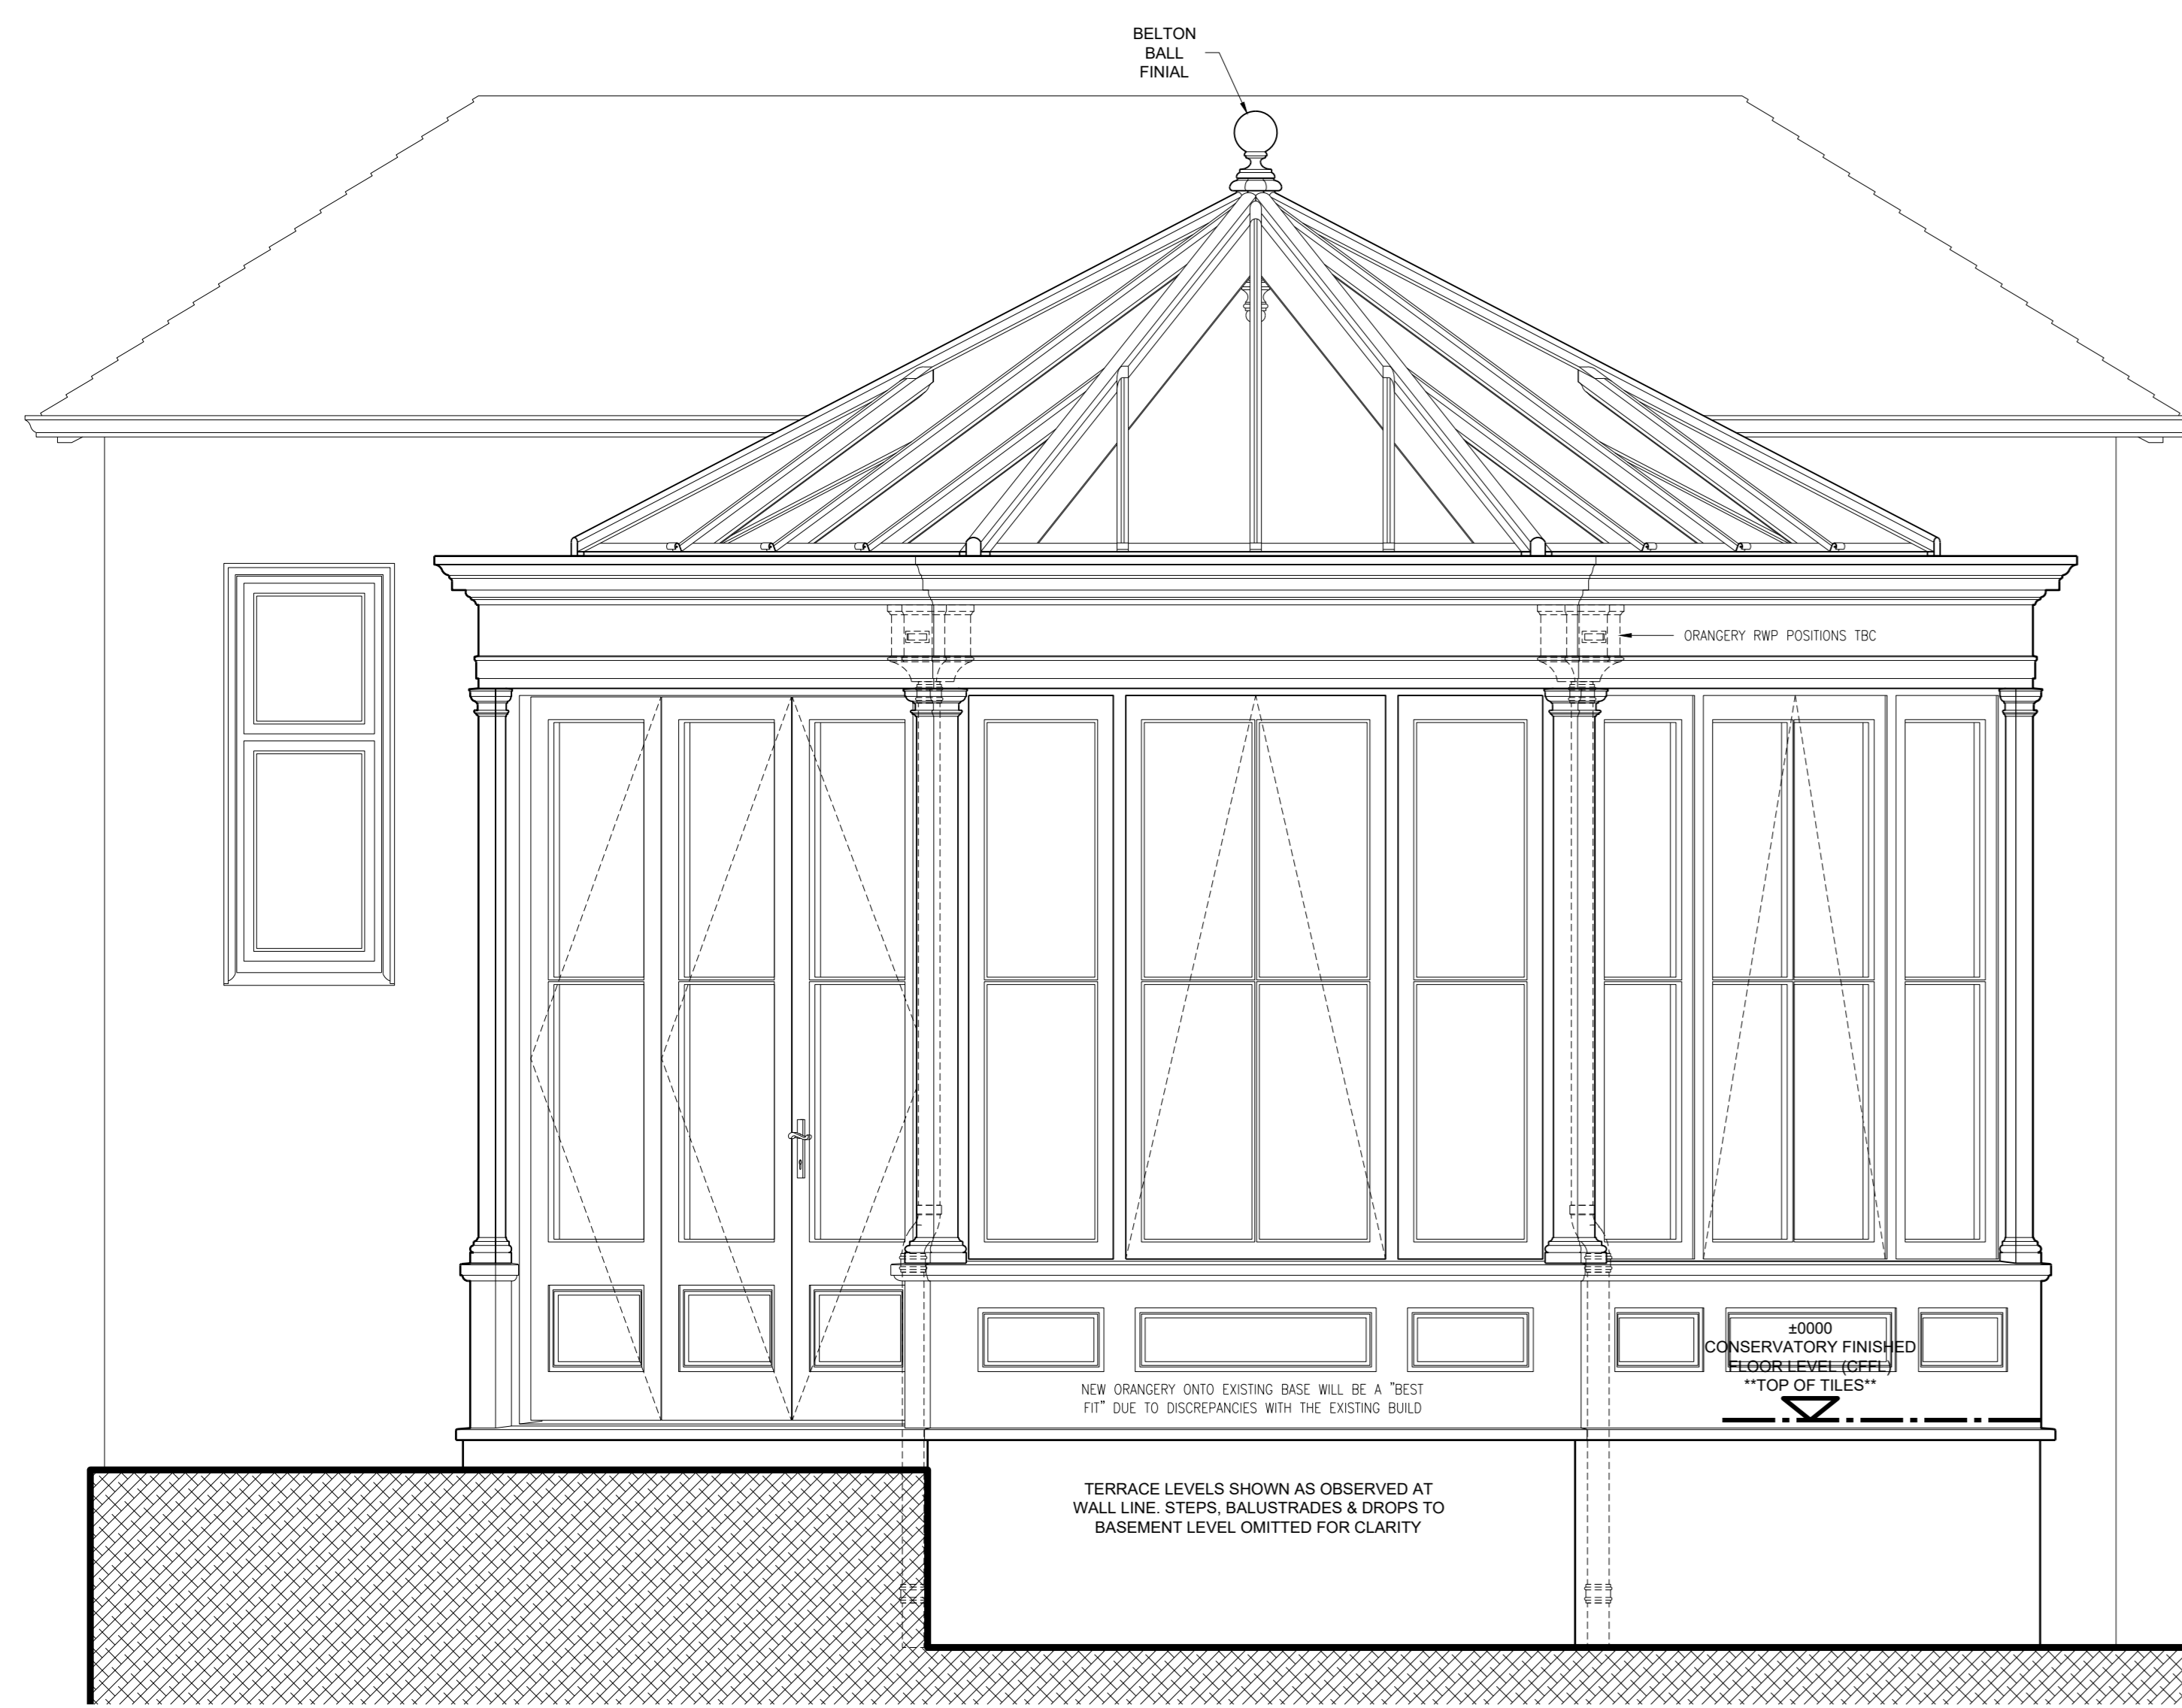 BELTON
BALL
FINIAL
ORANGERY RWP POSITIONS TBC
±0000
CONSERVATORY FINISHED
FLOOR LEVEL (CFFL)
**TOP OF TILES**
NEW ORANGERY ONTO EXISTING BASE WILL BE A "BEST
FIT" DUE TO DISCREPANCIES WITH THE EXISTING BUILD
TERRACE LEVELS SHOWN AS OBSERVED AT
WALL LINE. STEPS, BALUSTRADES & DROPS TO
BASEMENT LEVEL OMITTED FOR CLARITY